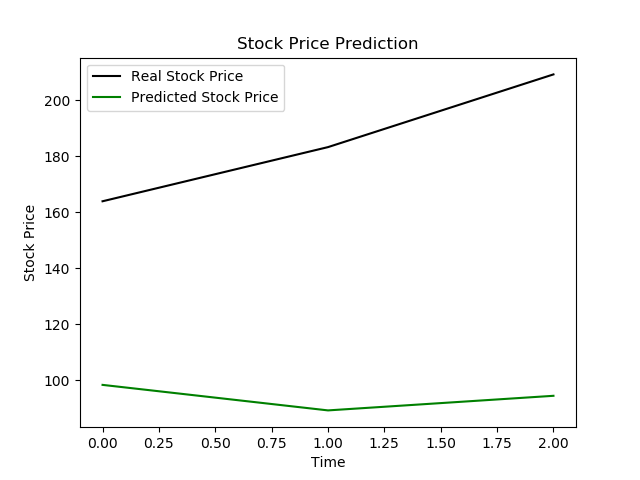 Stock Price Prediction
Real Stock Price
Predicted Stock Price
200
180
160
140
120
100
Stock Price
0.00 0.25 0.50 0.75 1.00 1.25 1.50 1.75 2.00
Time